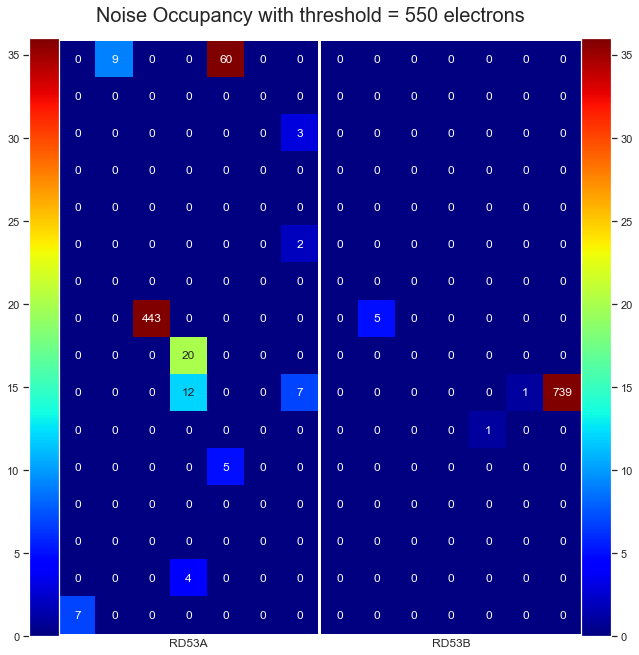 Noise Occupancy with threshold = 550 electrons
35 0 9 0 0 60 0 0 0 0 0 0 0 0 0 35
0 0 0 0 0 0 0 0 0 0 0 0 0 0
30 0 0 0 0 0 0 3 0 0 0 0 0 0 0 30
0 0 0 0 0 0 0 0 0 0 0 0 0 0
25 0 0 0 0 0 0 0 0 0 0 0 0 0 0 25
0 0 0 0 0 0 2 0 0 0 0 0 0 0
0 0 0 0 0 0 0 0 0 0 0 0 0 0
20 0 0 443 0 0 0 0 0 5 0 0 0 0 0 20
0 0 0 20 0 0 0 0 0 0 0 0 0 0
15 0 0 0 12 0 0 7 0 0 0 0 0 1 739 15
0 0 0 0 0 0 0 0 0 0 0 1 0 0
10 0 0 0 0 5 0 0 0 0 0 0 0 0 0 10
0 0 0 0 0 0 0 0 0 0 0 0 0 0
5 0 0 0 0 0 0 0 0 0 0 0 0 0 0 5
0 0 0 4 0 0 0 0 0 0 0 0 0 0
7 0 0 0 0 0 0 0 0 0 0 0 0 0
0 RD53A RD53B 0